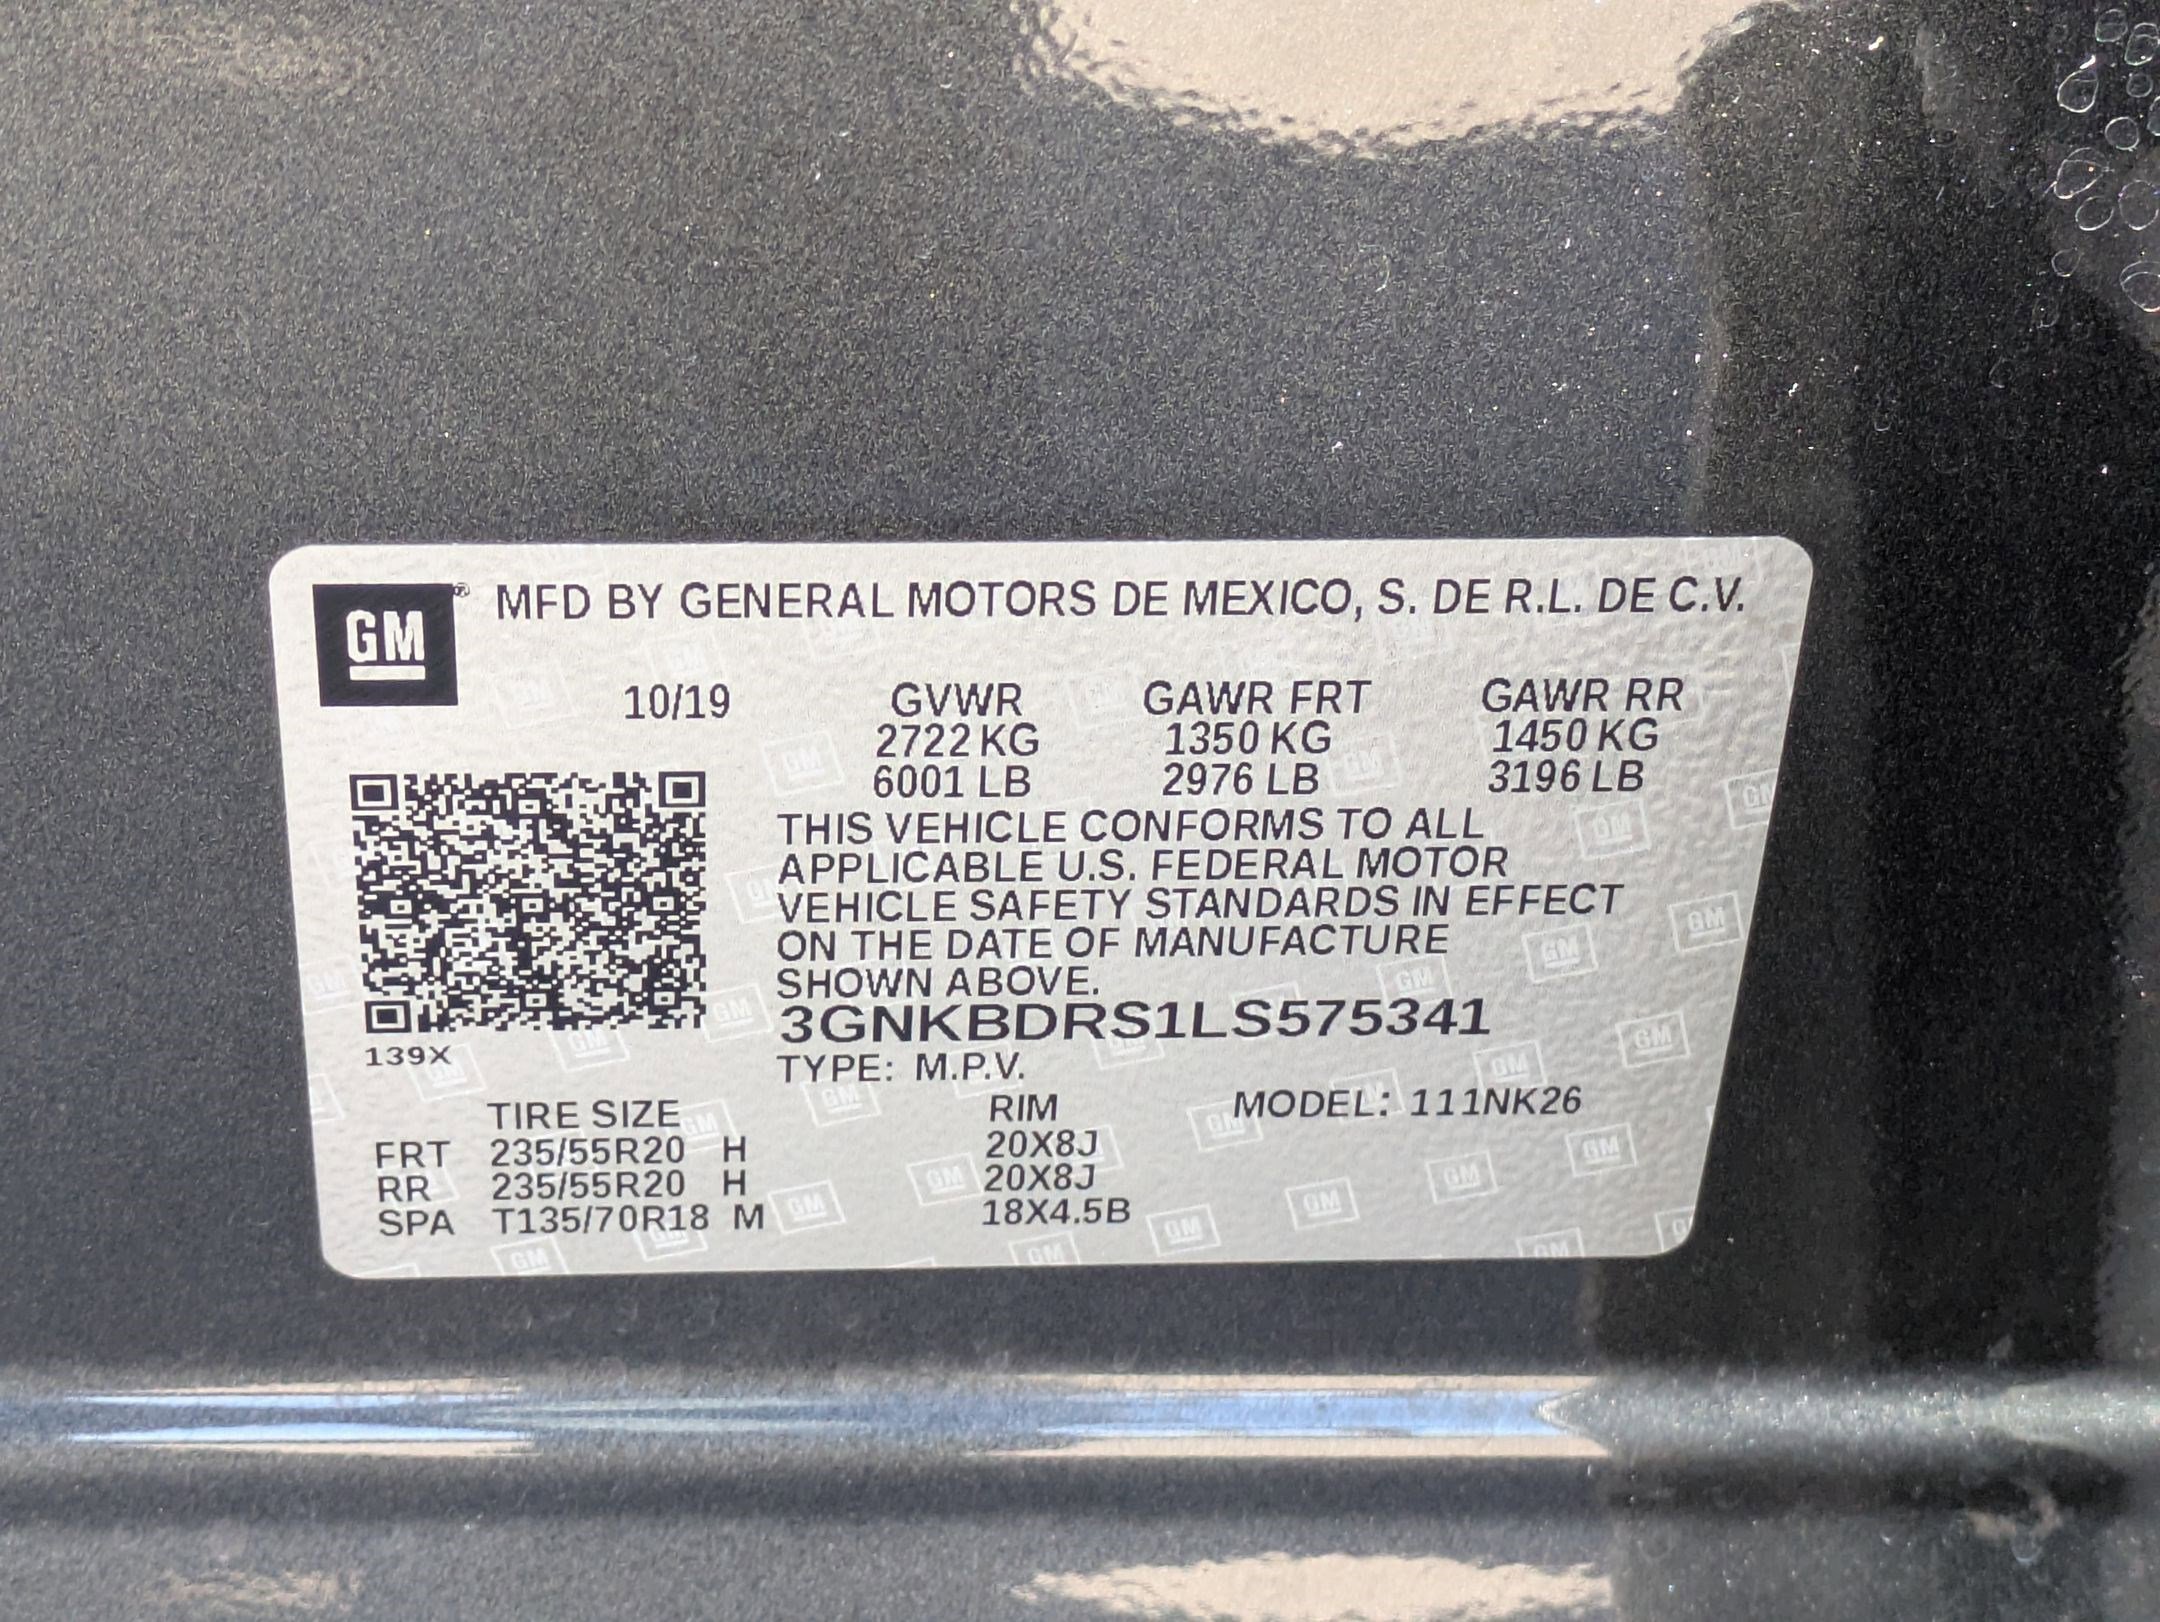 GM
® MFD BY GENERAL MOTORS DE MEXICO, S. DE R.L. DE C.V.
10/19 GVWR GAWR FRT GAWR RR
2722 KG 1350 KG 1450 KG
6001 LB 2976 LB 3196 LB
THIS VEHICLE CONFORMS TO ALL
APPLICABLE U.S. FEDERAL MOTOR
VEHICLE SAFETY STANDARDS IN EFFECT
ON THE DATE OF MANUFACTURE
SHOWN ABOVE.
3GNKBDRS1LS575341
139X
TYPE: M.P.V.
TIRE SIZE RIM MODEL: 111NK26
FRT 235/55R20 H 20X8J
RR 235/55R20 H 20X8J
SPA T135/70R18 M 18X4.5B